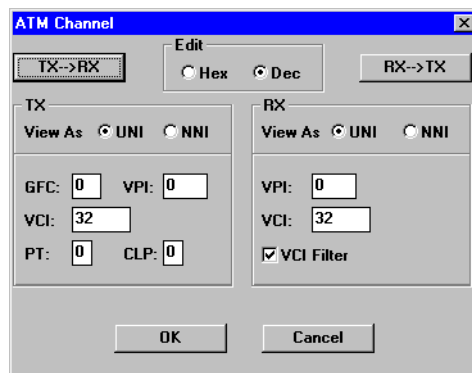 ATM Channel
TX-->RX
Edit
Hex Dec
RX-->TX
TX
View As UNI NNI
GFC: 0 VPI: 0
VCI: 32
PT: 0 CLP: 0
RX
View As UNI NNI
VPI: 0
VCI: 32
VCI Filter
OK Cancel